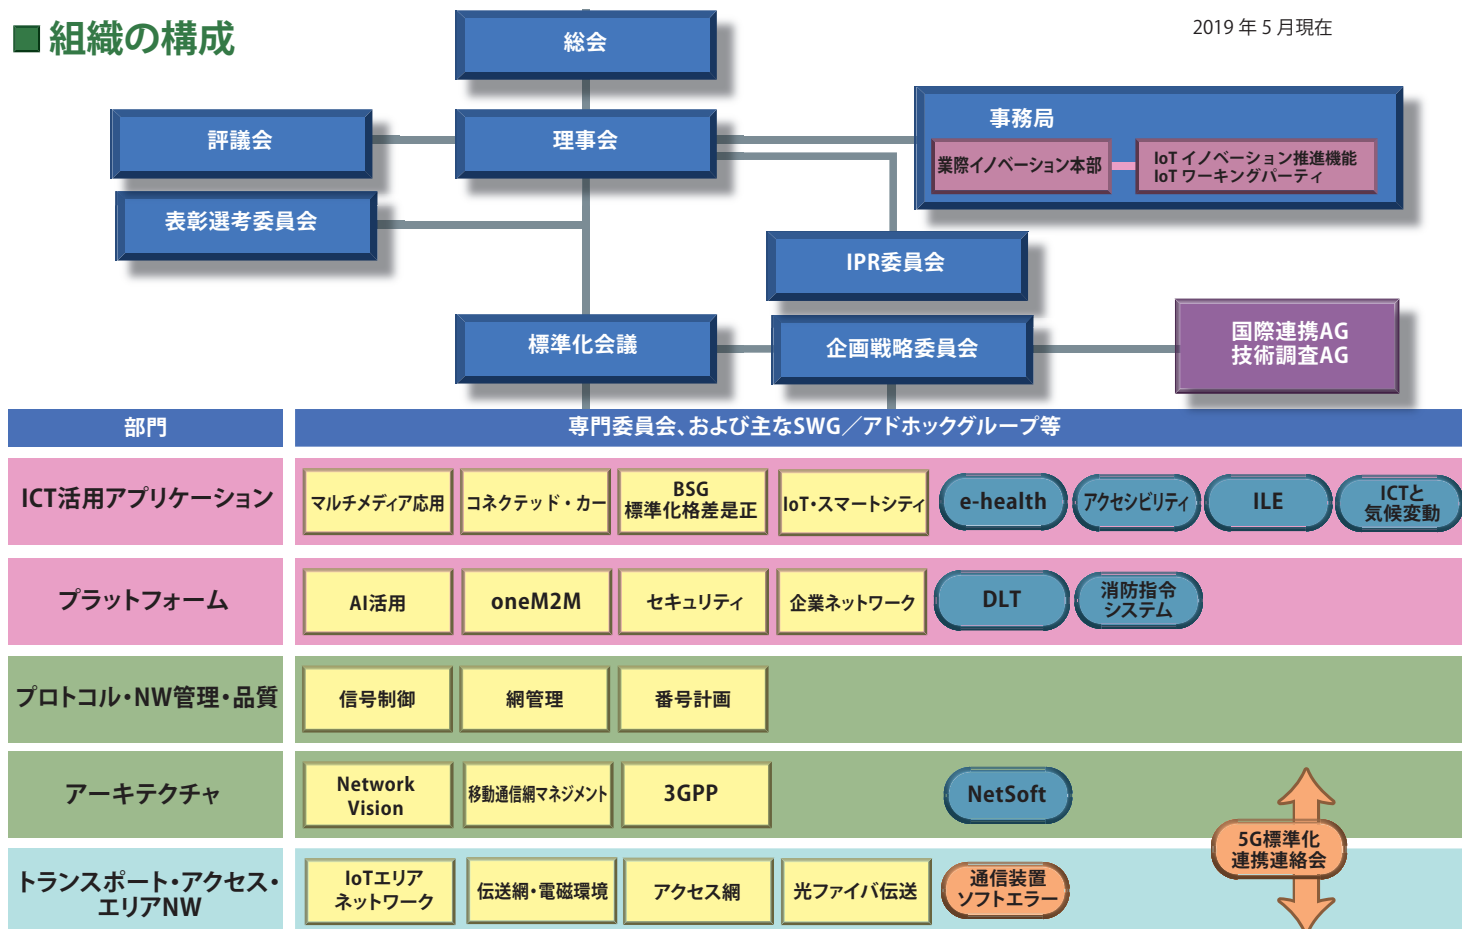 ■ 組織の構成
2019 年 5 月現在
総会
評議会
理事会
事務局
業際イノベーション本部
IoT イノベーション推進機能
IoT ワーキングパーティ
表彰選考委員会
IPR委員会
標準化会議
企画戦略委員会
国際連携AG
技術調査AG
部門
専門委員会、および主なSWG／アドホックグループ等
ICT活用アプリケーション
マルチメディア応用
コネクテッド・カー
BSG
標準化格差是正
IoT・スマートシティ
e-health
アクセシビリティ
ILE
ICTと
気候変動
プラットフォーム
AI活用
oneM2M
セキュリティ
企業ネットワーク
DLT
消防指令
システム
プロトコル・NW管理・品質
信号制御
網管理
番号計画
アーキテクチャ
Network
Vision
移動通信網マネジメント
3GPP
NetSoft
5G標準化
連携連絡会
トランスポート・アクセス・
エリアNW
IoTエリア
ネットワーク
伝送網・電磁環境
アクセス網
光ファイバ伝送
通信装置
ソフトエラー